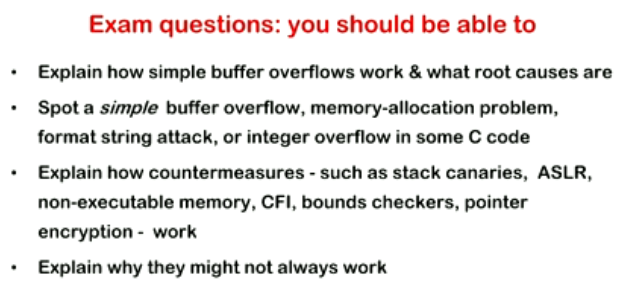 Exam questions: you should be able to
• Explain how simple buffer overflows work & what root causes are
• Spot a simple buffer overflow, memory-allocation problem,
format string attack, or integer overflow in some C code
• Explain how countermeasures - such as stack canaries, ASLR,
non-executable memory, CFI, bounds checkers, pointer
encryption - work
• Explain why they might not always work